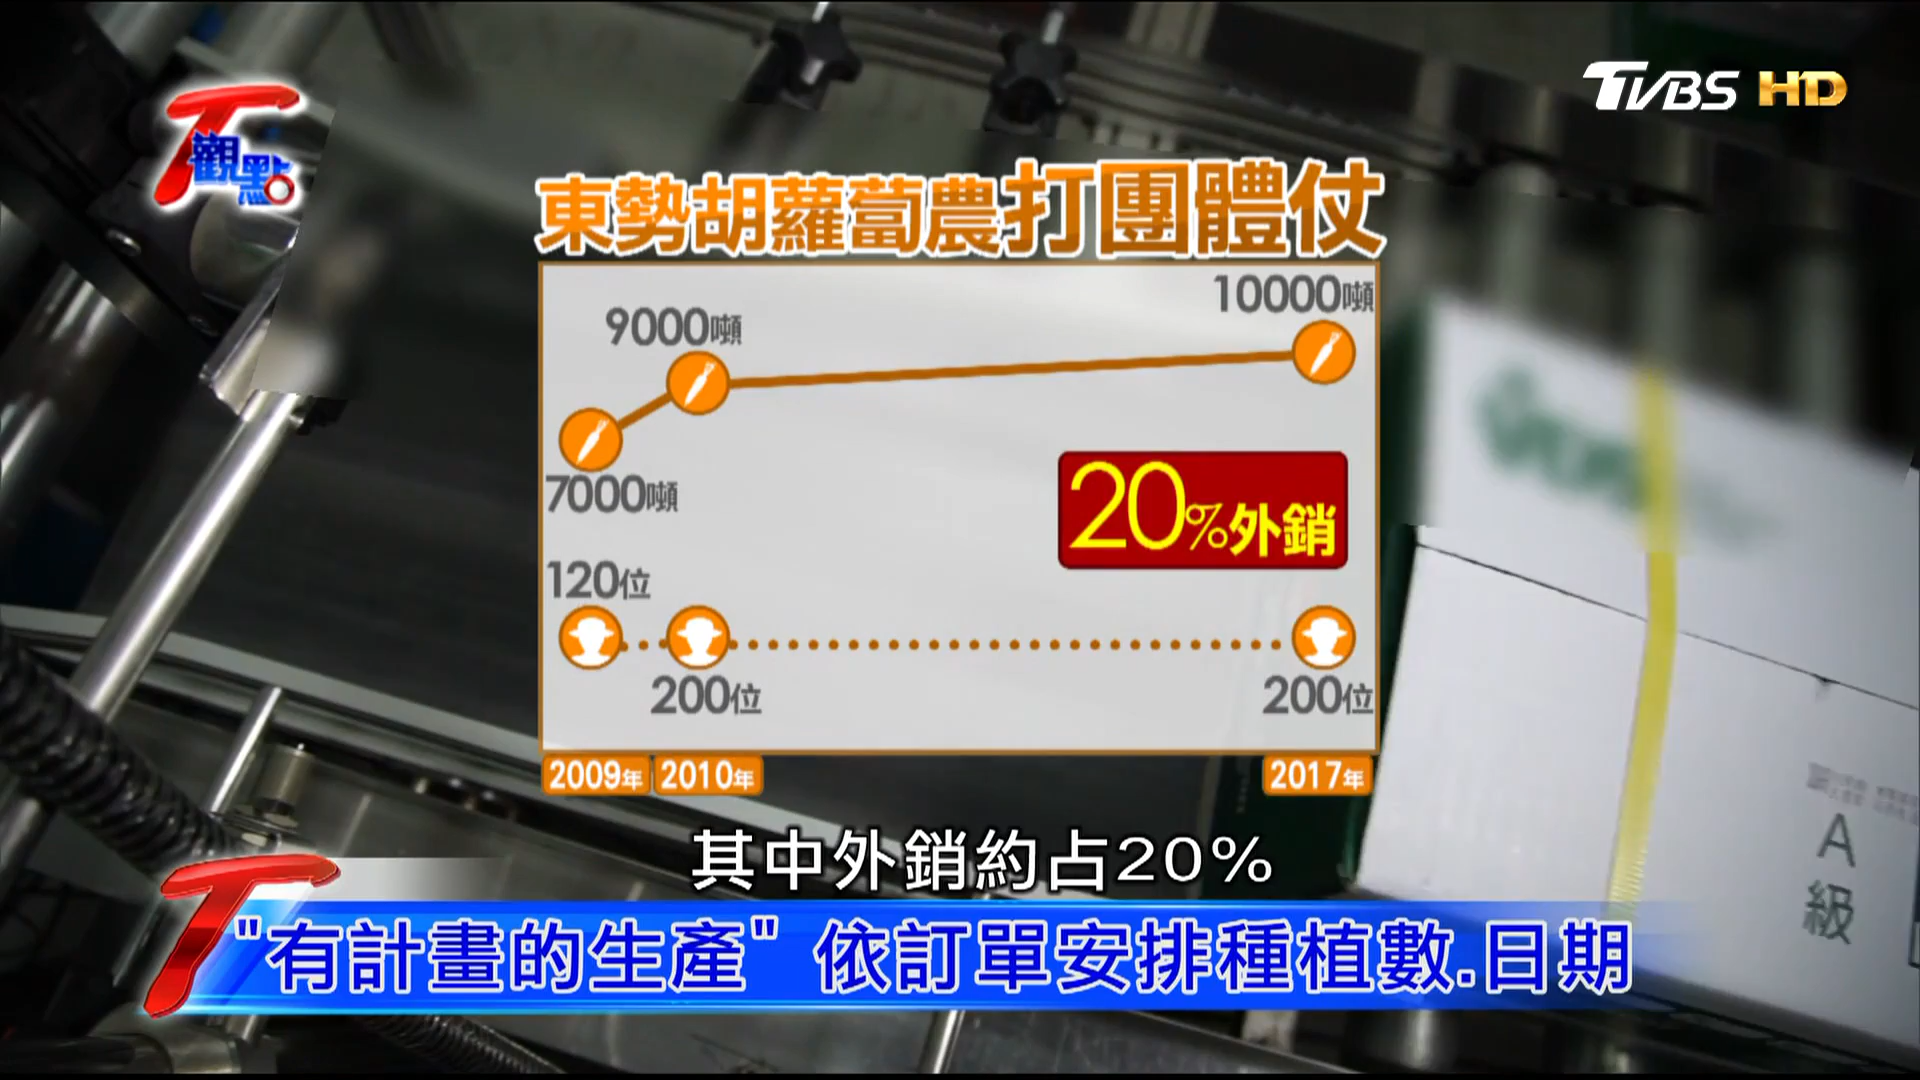 TVBS HD
T觀點
東勢胡蘿蔔農打團體仗
10000噸
9000噸
7000噸
20%外銷
120位
200位
200位
2009年
2010年
2017年
A
級
其中外銷約占20%
"有計畫的生產" 依訂單安排種植數.日期